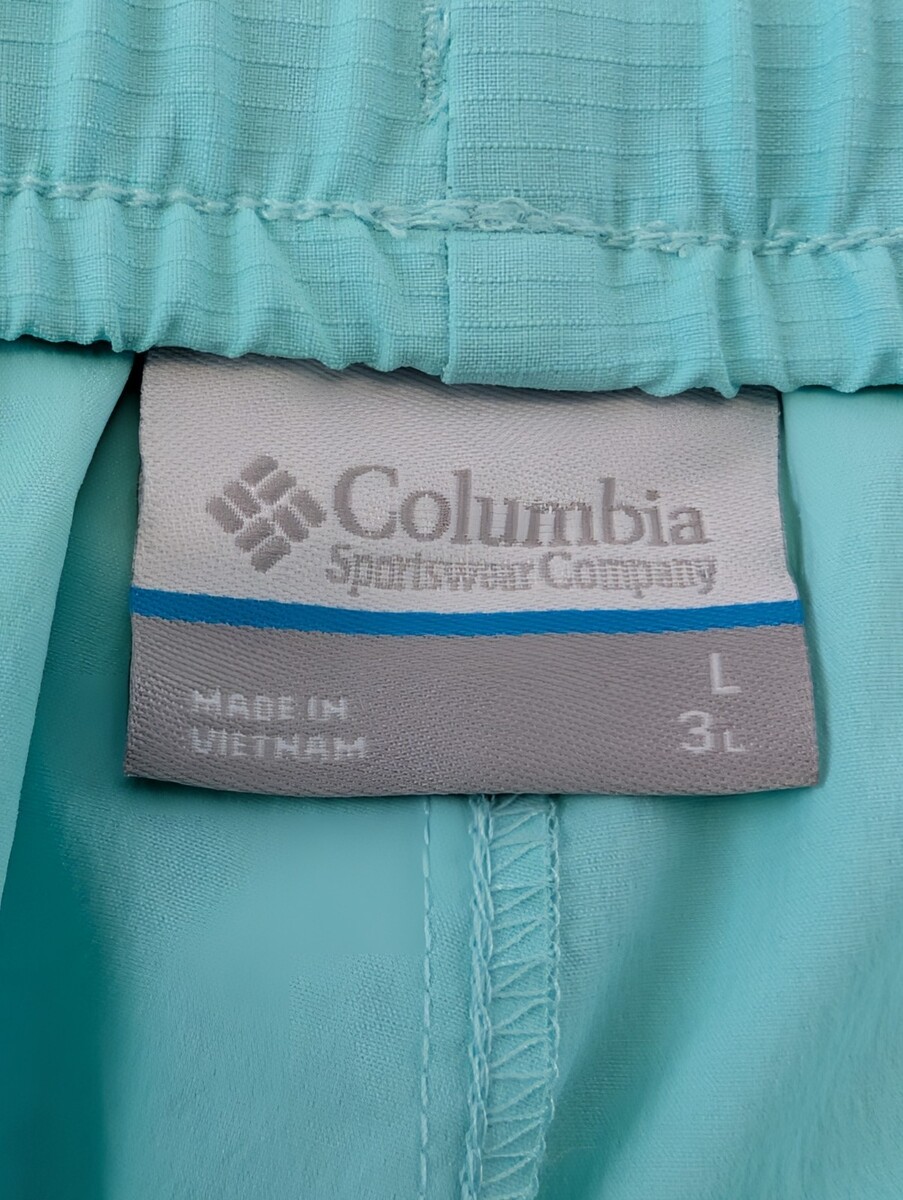 Columbia
Sportswear Company
L
MADE IN
3L
VIETNAM